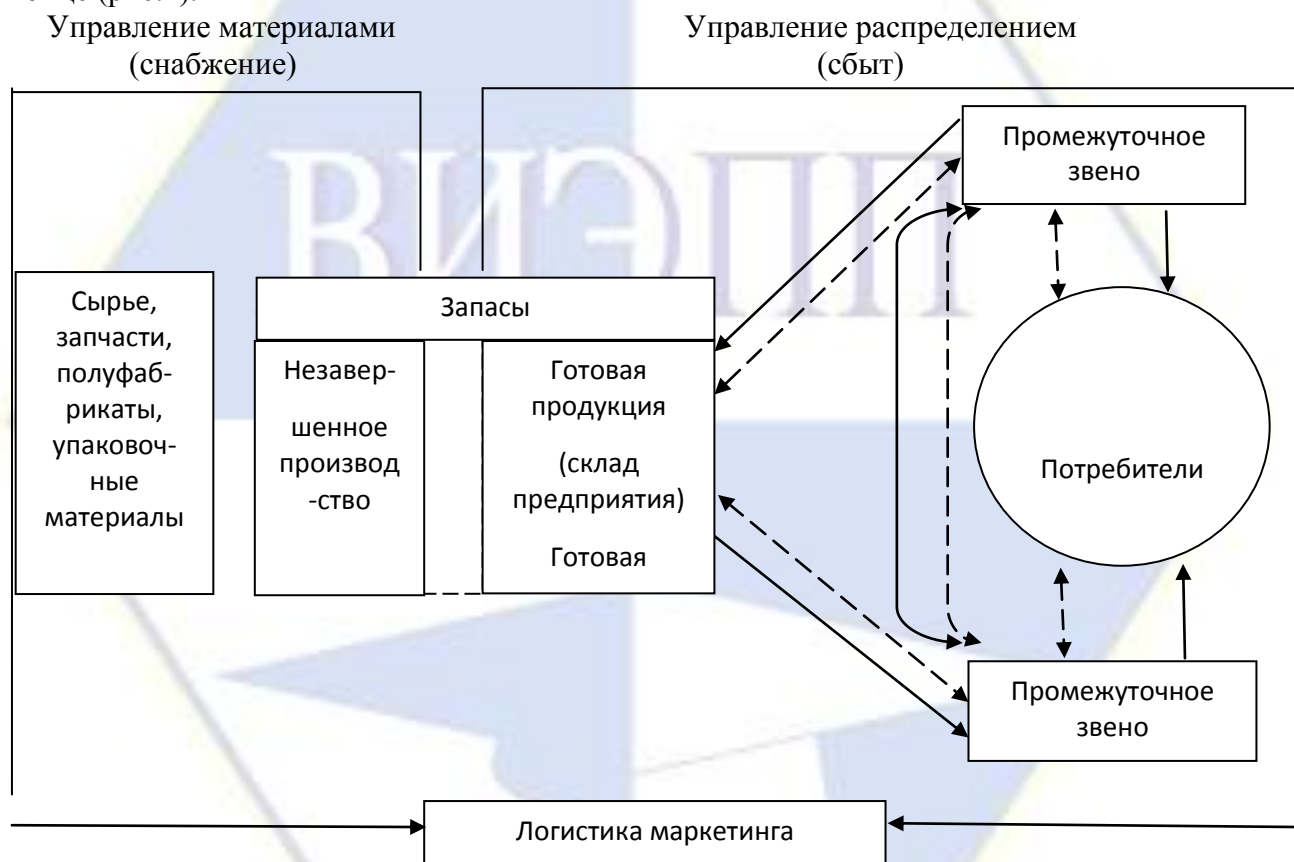 Управление материалами
(снабжение)
Управление распределением
(сбыт)
ВИЭПП
Промежуточное
звено
Сырье,
запчасти,
полуфаб-
рикаты,
упаковоч-
ные
материалы
Запасы
Незавер-
шенное
производ
-ство
Готовая
продукция
(склад
предприятия)
Готовая
Потребители
Промежуточное
звено
Логистика маркетинга